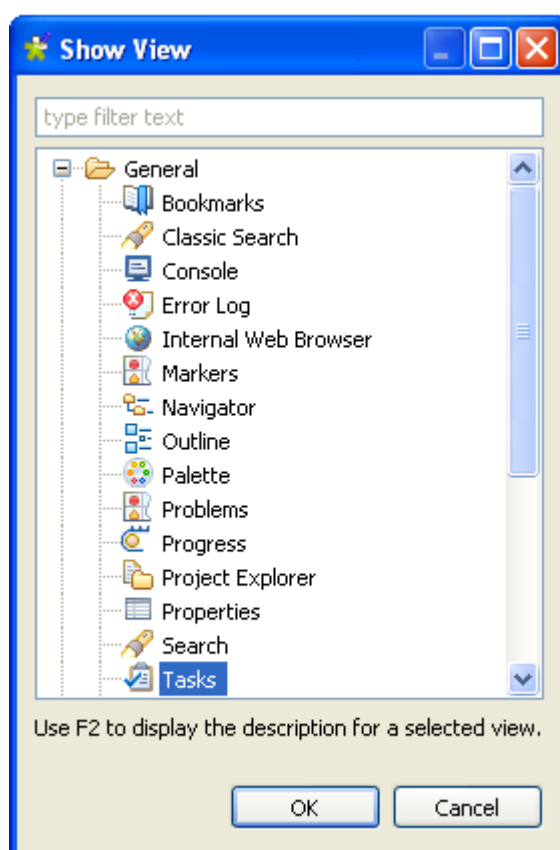 Show View
type filter text
General
Bookmarks
Classic Search
Console
Error Log
Internal Web Browser
Markers
Navigator
Outline
Palette
Problems
Progress
Project Explorer
Properties
Search
Tasks
Use F2 to display the description for a selected view.
OK Cancel